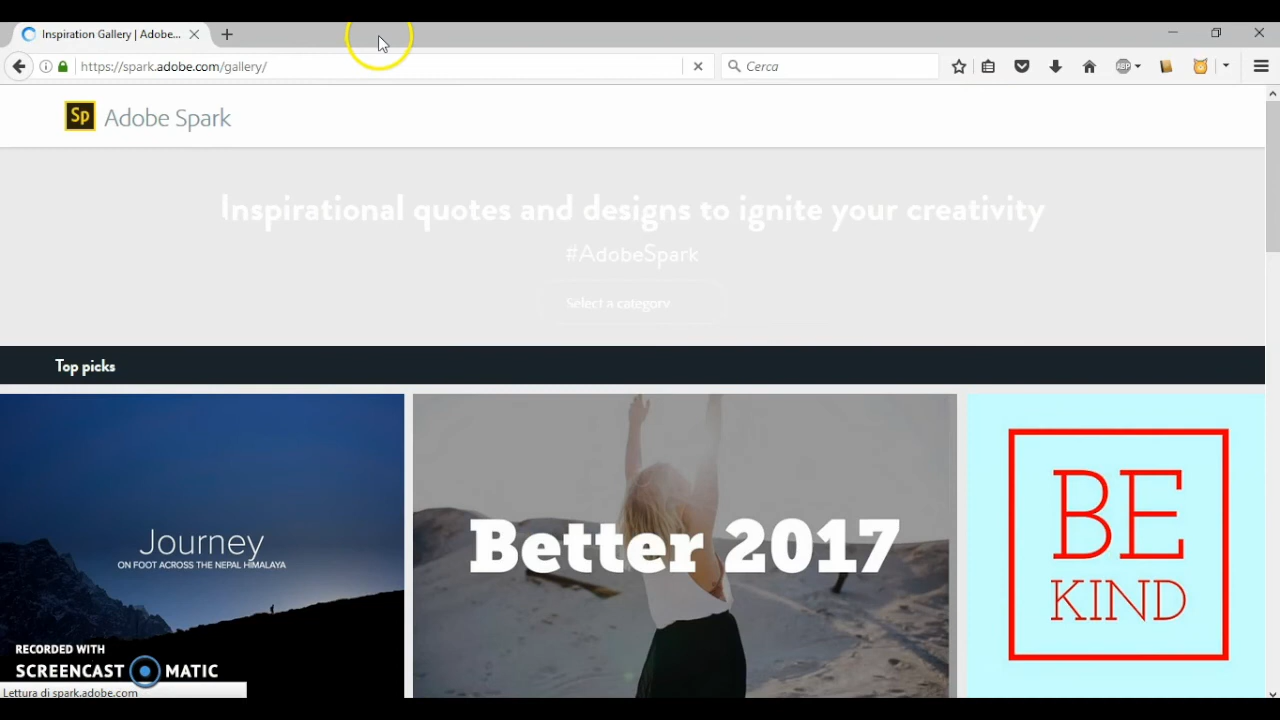 Inspiration Gallery | Adobe...
https://spark.adobe.com/gallery/
Cerca
ABP
Sp Adobe Spark
Inspirational quotes and designs to ignite your creativity
#AdobeSpark
Select a category
Top picks
Journey
ON FOOT ACROSS THE NEPAL HIMALAYA
Better 2017
BE
KIND
RECORDED WITH
SCREENCAST MATIC
Lettura di spark.adobe.com